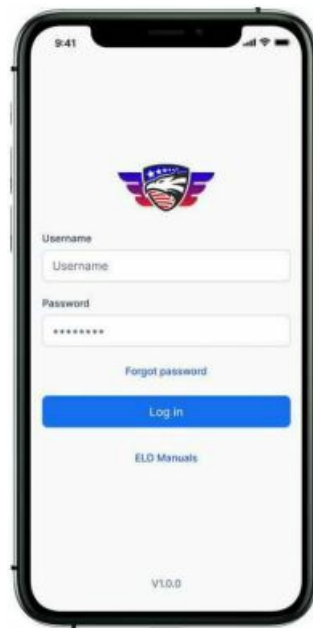 9:41
Username
Username
Password
********
Forgot password
Log in
ELD Manuals
V1.0.0